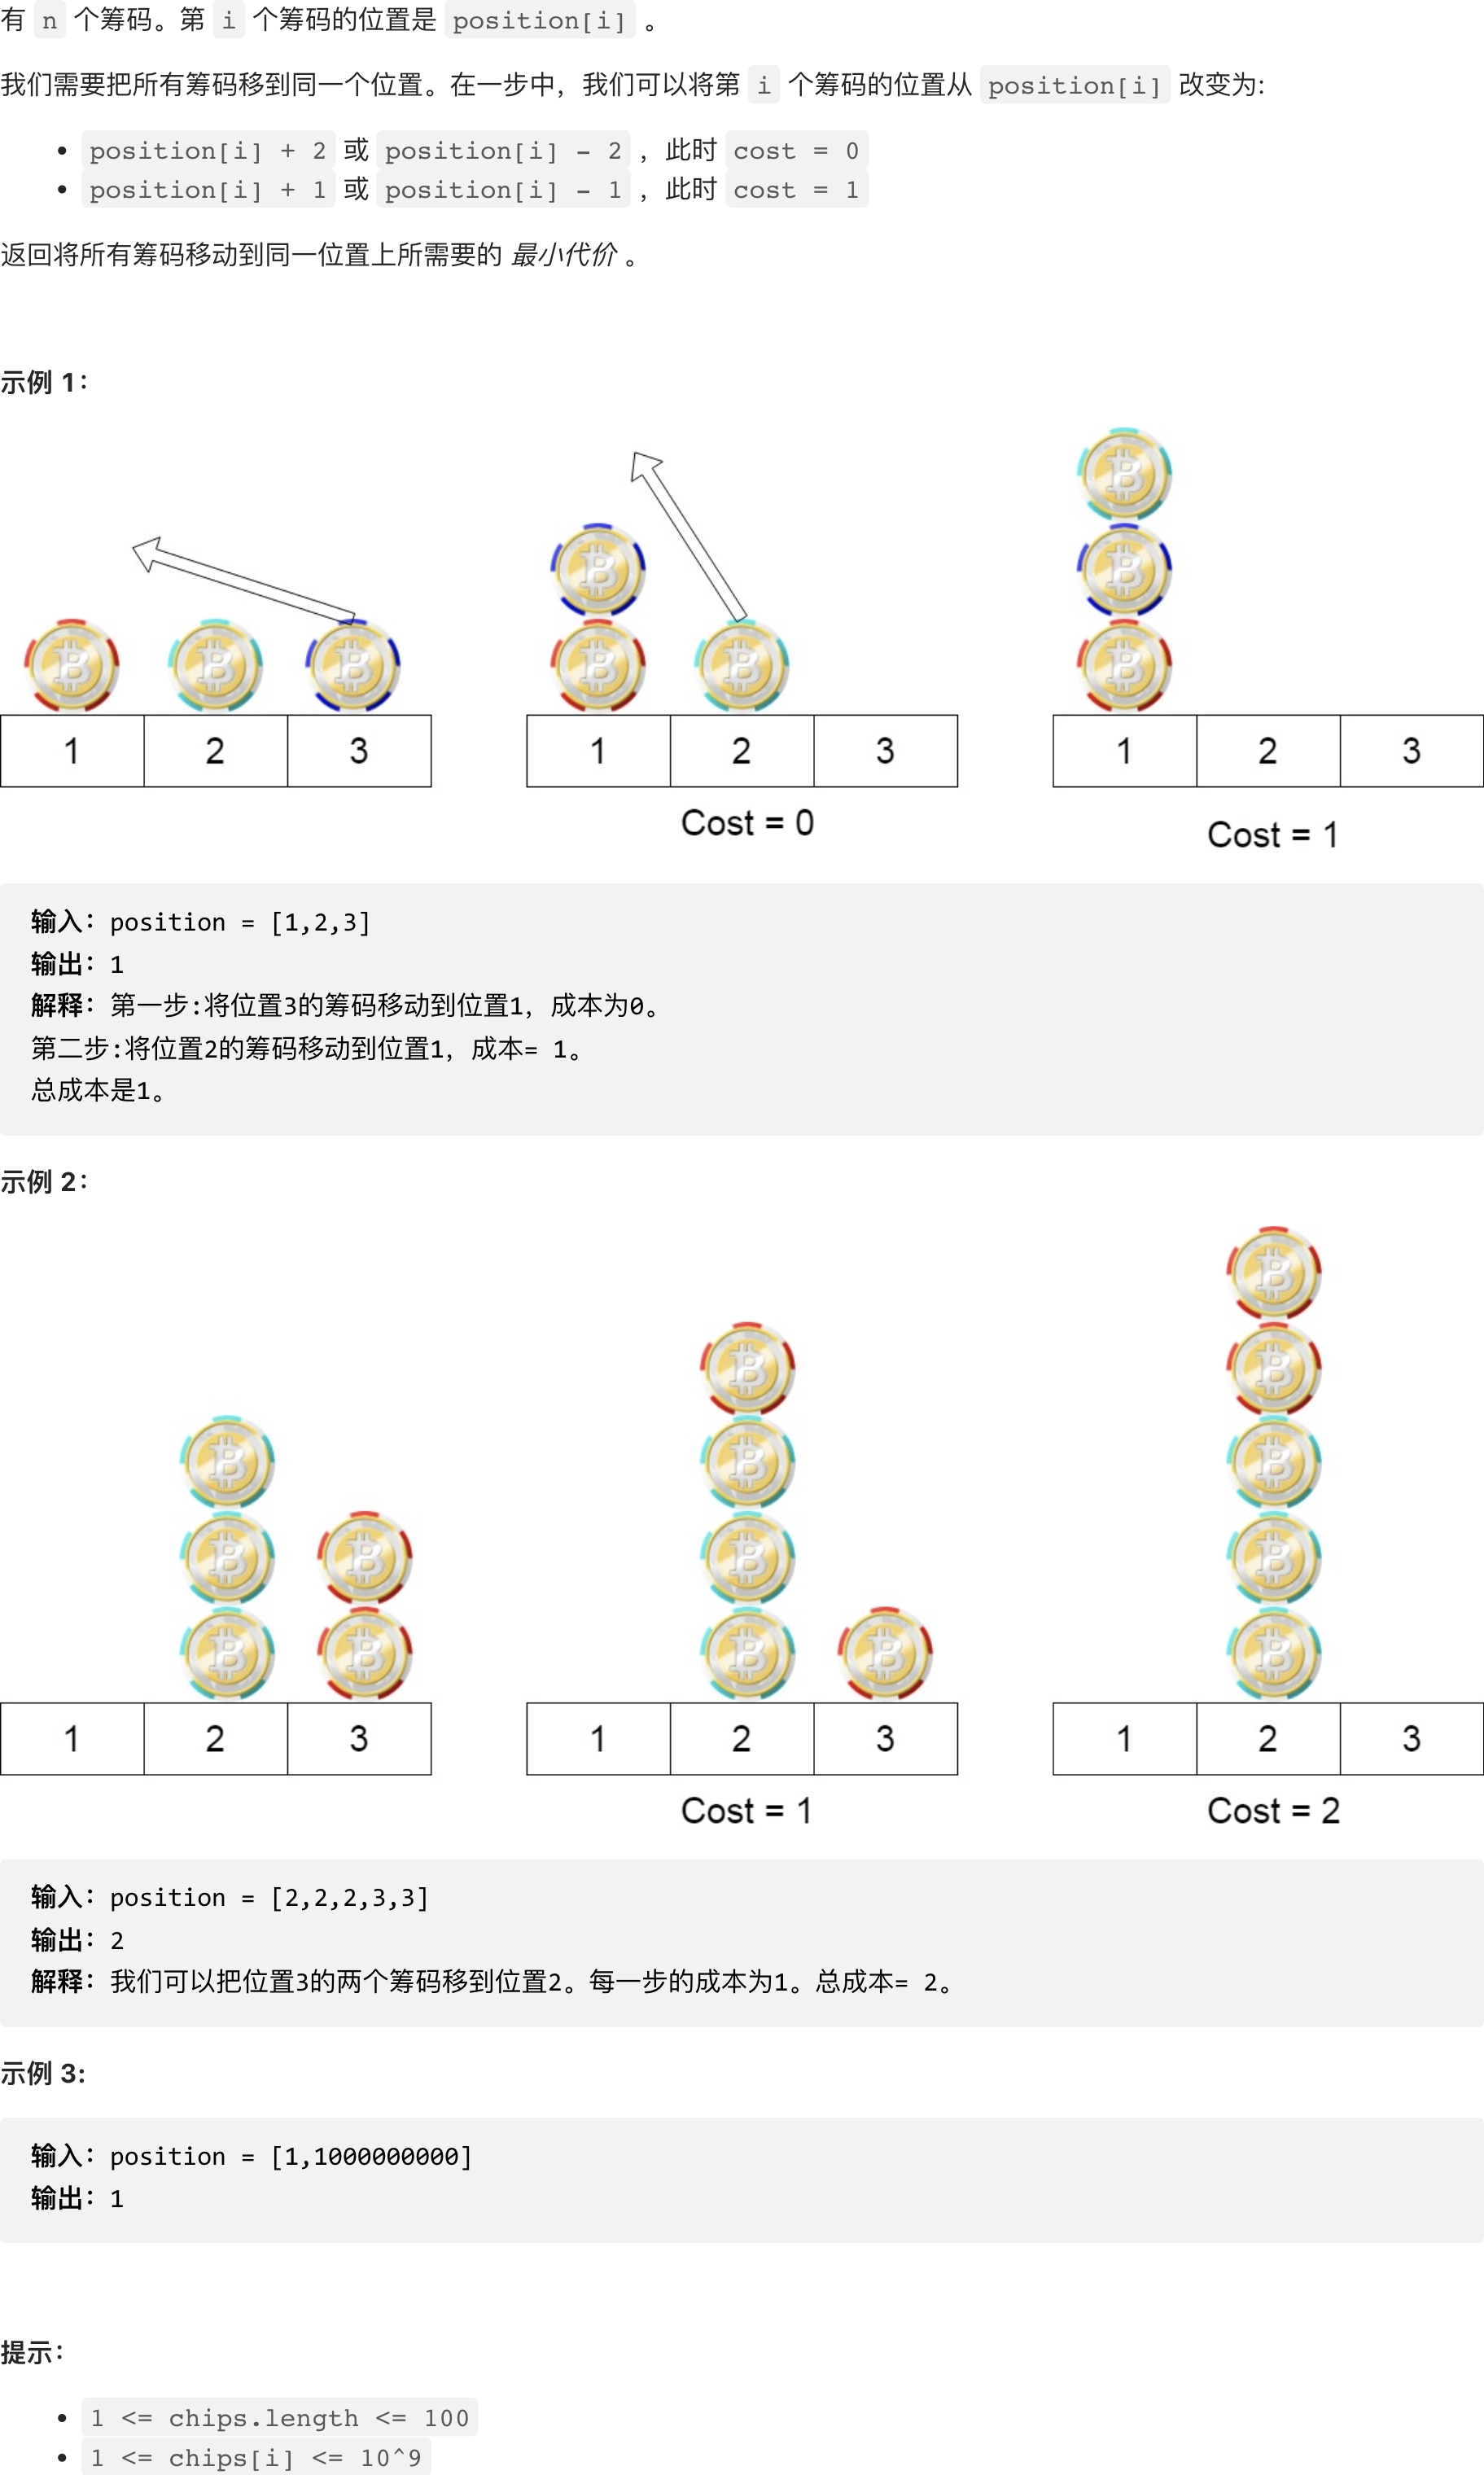 有 n 个筹码。第 i 个筹码的位置是 position[i] 。
我们需要把所有筹码移到同一个位置。在一步中，我们可以将第 i 个筹码的位置从 position[i] 改变为:
• position[i] + 2 或 position[i] - 2 ，此时 cost = 0
• position[i] + 1 或 position[i] - 1 ，此时 cost = 1
返回将所有筹码移动到同一位置上所需要的 最小代价 。
示例 1：
1 2 3 1 2 3 1 2 3
Cost = 0 Cost = 1
输入：position = [1,2,3]
输出：1
解释：第一步:将位置3的筹码移动到位置1，成本为0。
第二步:将位置2的筹码移动到位置1，成本= 1。
总成本是1。
示例 2：
1 2 3 1 2 3 1 2 3
Cost = 1 Cost = 2
输入：position = [2,2,2,3,3]
输出：2
解释：我们可以把位置3的两个筹码移到位置2。每一步的成本为1。总成本= 2。
示例 3:
输入：position = [1,1000000000]
输出：1
提示：
• 1 <= chips.length <= 100
• 1 <= chips[i] <= 10^9